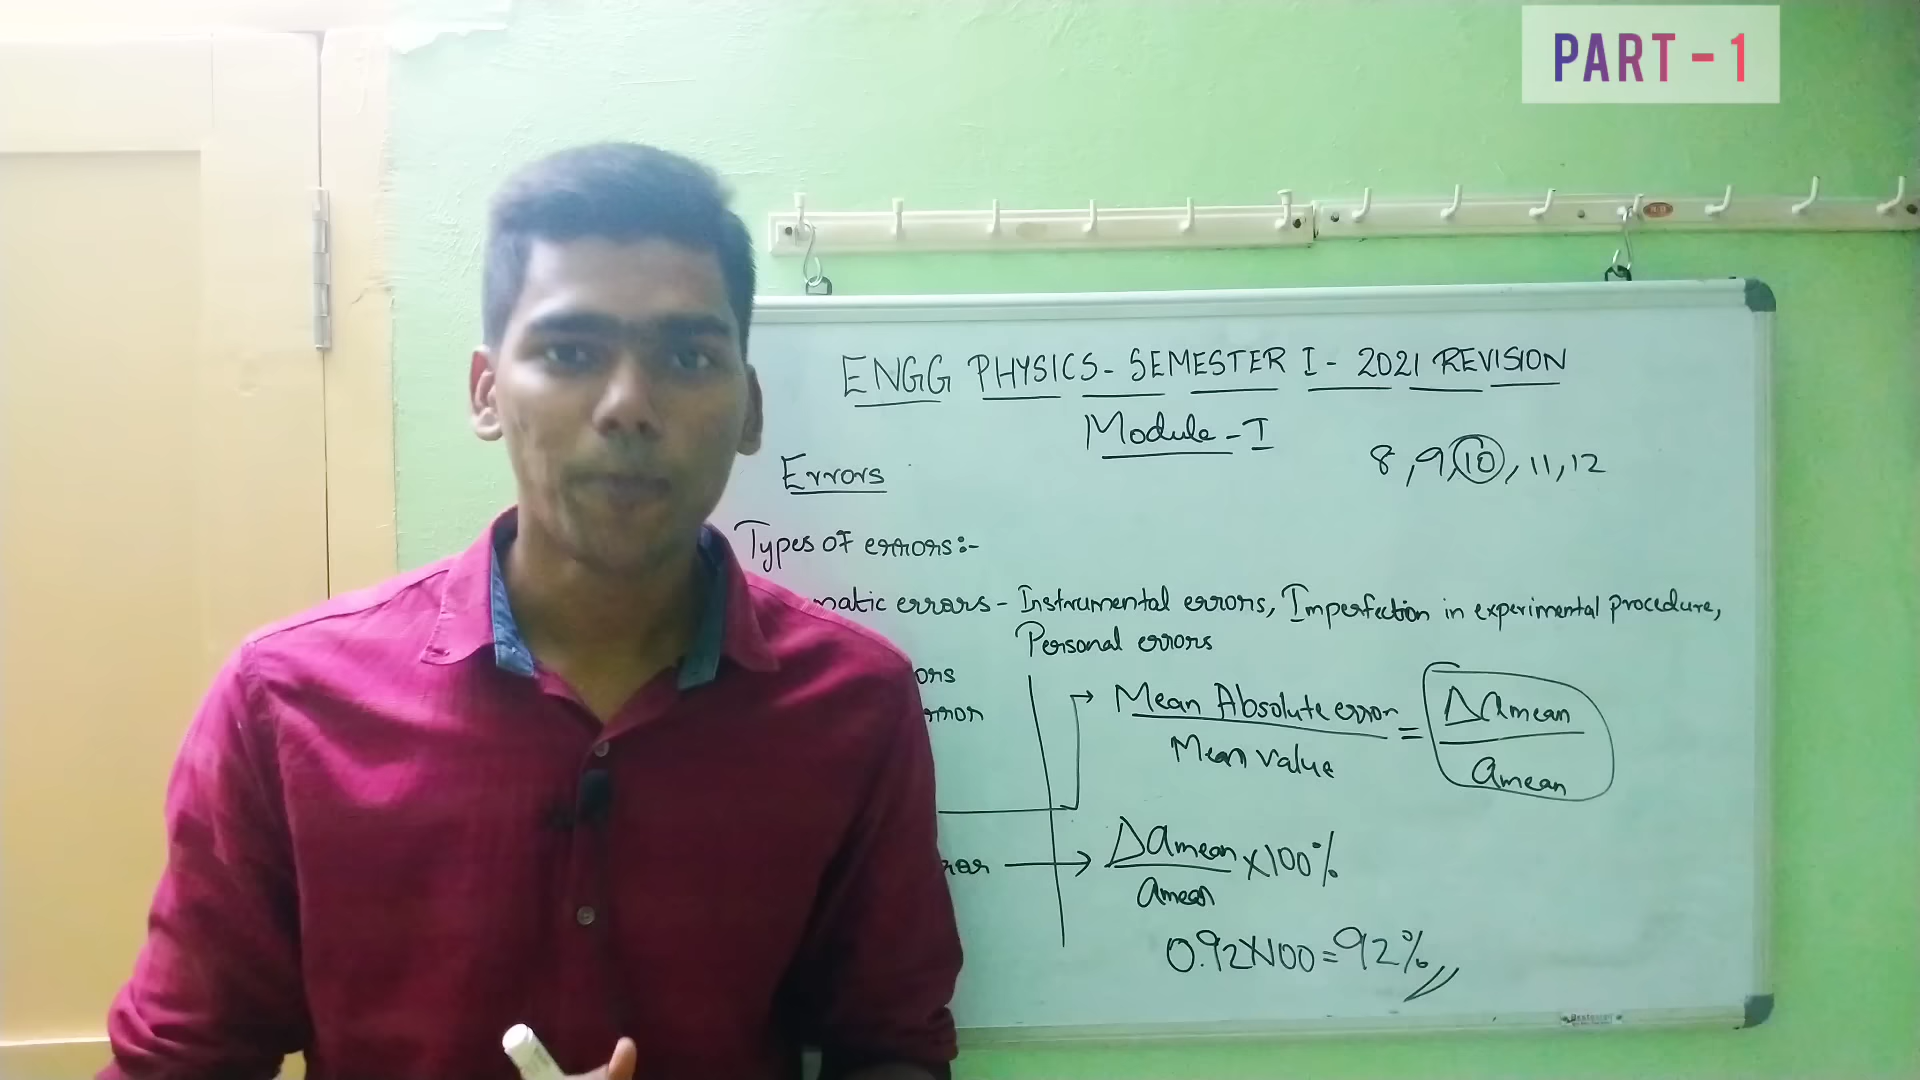 PART - 1
ENGG PHYSICS - SEMESTER I - 2021 REVISION
Module - I
8, 9, 10, 11, 12
Errors
Types of errors:-
matic errors - Instrumental errors, Imperfection in experimental procedure,
Personal errors
ors
rror
Mean Absolute error / Mean value = Δamean / amean
Δamean / amean ×100%
0.92×100 = 92%